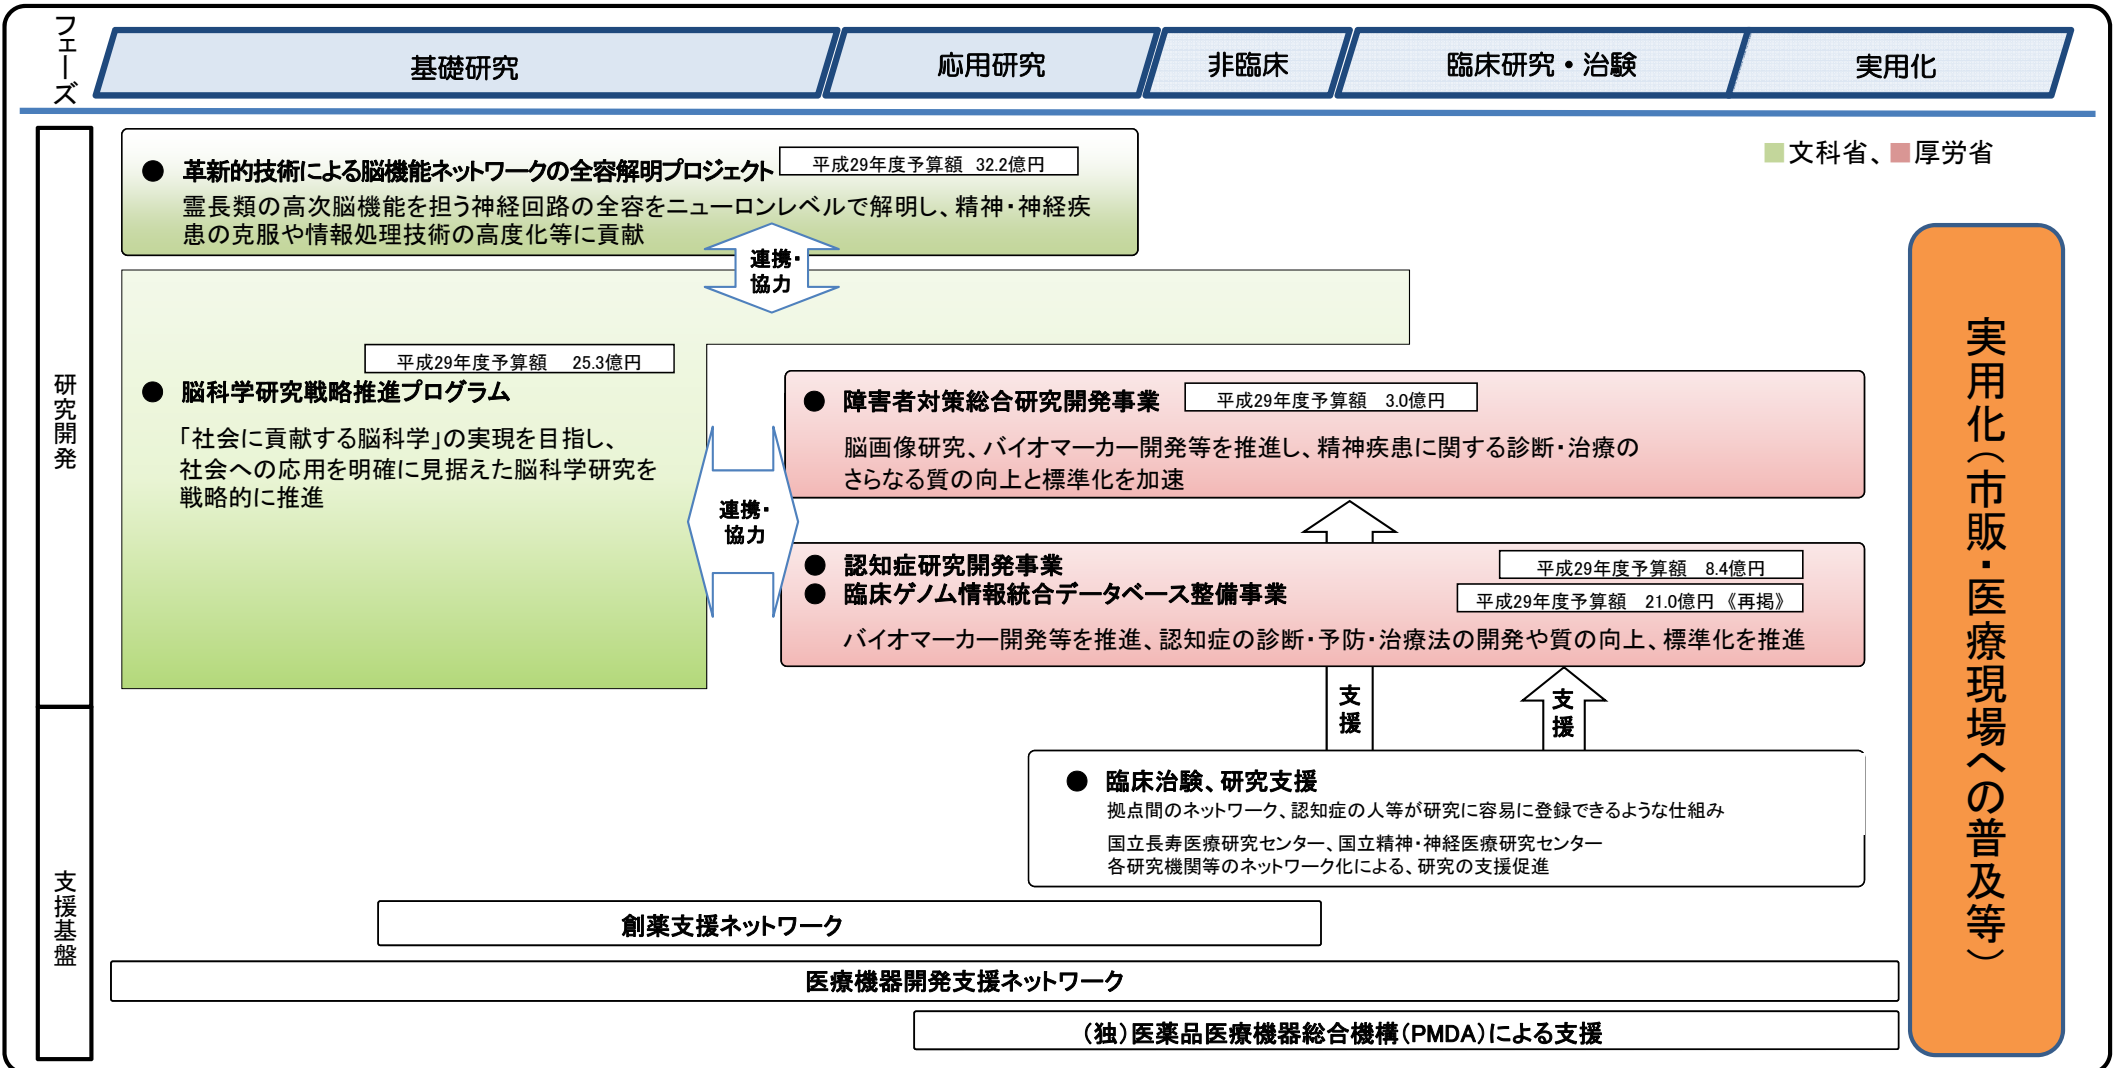 フェーズ
基礎研究
応用研究
非臨床
臨床研究・治験
実用化
文科省、厚労省
研究開発
● 革新的技術による脳機能ネットワークの全容解明プロジェクト
平成29年度予算額 32.2億円
霊長類の高次脳機能を担う神経回路の全容をニューロンレベルで解明し、精神・神経疾
患の克服や情報処理技術の高度化等に貢献
連携・
協力
平成29年度予算額 25.3億円
● 脳科学研究戦略推進プログラム
「社会に貢献する脳科学」の実現を目指し、
社会への応用を明確に見据えた脳科学研究を
戦略的に推進
連携・
協力
● 障害者対策総合研究開発事業
平成29年度予算額 3.0億円
脳画像研究、バイオマーカー開発等を推進し、精神疾患に関する診断・治療の
さらなる質の向上と標準化を加速
● 認知症研究開発事業
平成29年度予算額 8.4億円
● 臨床ゲノム情報統合データベース整備事業
平成29年度予算額 21.0億円《再掲》
バイオマーカー開発等を推進、認知症の診断・予防・治療法の開発や質の向上、標準化を推進
支援
支援
支援基盤
● 臨床治験、研究支援
拠点間のネットワーク、認知症の人等が研究に容易に登録できるような仕組み
国立長寿医療研究センター、国立精神・神経医療研究センター
各研究機関等のネットワーク化による、研究の支援促進
創薬支援ネットワーク
医療機器開発支援ネットワーク
(独)医薬品医療機器総合機構(PMDA)による支援
実用化(市販・医療現場への普及等)